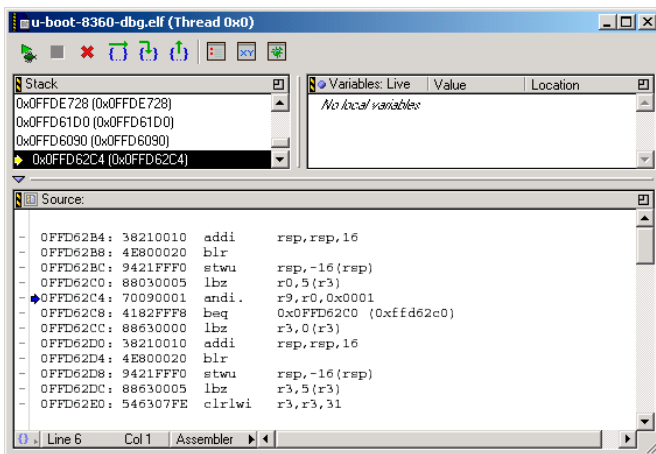 u-boot-8360-dbg.elf (Thread 0x0)
Stack
0x0FFDE728 (0x0FFDE728)
0x0FFD61D0 (0x0FFD61D0)
0x0FFD6090 (0x0FFD6090)
0x0FFD62C4 (0x0FFD62C4)
Variables: Live Value Location
No local variables
Source:
0FFD62B4: 38210010 addi rsp,rsp,16
0FFD62B8: 4E800020 blr
0FFD62BC: 9421FFF0 stwu rsp,-16(rsp)
0FFD62C0: 88030005 lbz r0,5(r3)
0FFD62C4: 70090001 andi. r9,r0,0x0001
0FFD62C8: 4182FFF8 beq 0x0FFD62C0 (0xffd62c0)
0FFD62CC: 88630000 lbz r3,0(r3)
0FFD62D0: 38210010 addi rsp,rsp,16
0FFD62D4: 4E800020 blr
0FFD62D8: 9421FFF0 stwu rsp,-16(rsp)
0FFD62DC: 88630005 lbz r3,5(r3)
0FFD62E0: 546307FE clrlwi r3,r3,31
Line 6 Col 1 Assembler